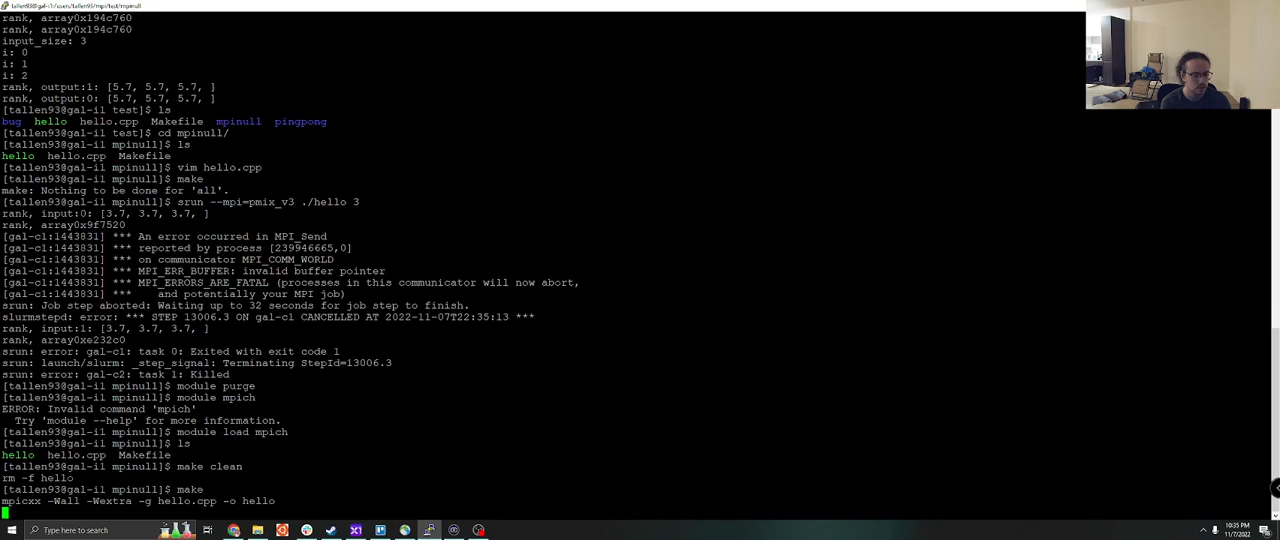 tallen93@gal-i1:/users/tallen93/mpi/test/mpinull
rank, array0x194c760
rank, array0x194c760
input_size: 3
i: 0
i: 1
i: 2
rank, output:1: [5.7, 5.7, 5.7, ]
rank, output:0: [5.7, 5.7, 5.7, ]
[tallen93@gal-i1 test]$ ls
bug  hello  hello.cpp  Makefile  mpinull  pingpong
[tallen93@gal-i1 test]$ cd mpinull/
[tallen93@gal-i1 mpinull]$ ls
hello  hello.cpp  Makefile
[tallen93@gal-i1 mpinull]$ vim hello.cpp
[tallen93@gal-i1 mpinull]$ make
make: Nothing to be done for 'all'.
[tallen93@gal-i1 mpinull]$ srun --mpi=pmix_v3 ./hello 3
rank, input:0: [3.7, 3.7, 3.7, ]
rank, array0x9f7520
[gal-c1:1443831] *** An error occurred in MPI_Send
[gal-c1:1443831] *** reported by process [239946665,0]
[gal-c1:1443831] *** on communicator MPI_COMM_WORLD
[gal-c1:1443831] *** MPI_ERR_BUFFER: invalid buffer pointer
[gal-c1:1443831] *** MPI_ERRORS_ARE_FATAL (processes in this communicator will now abort,
[gal-c1:1443831] ***    and potentially your MPI job)
srun: Job step aborted: Waiting up to 32 seconds for job step to finish.
slurmstepd: error: *** STEP 13006.3 ON gal-c1 CANCELLED AT 2022-11-07T22:35:13 ***
rank, input:1: [3.7, 3.7, 3.7, ]
rank, array0xe232c0
srun: error: gal-c1: task 0: Exited with exit code 1
srun: launch/slurm: _step_signal: Terminating StepId=13006.3
srun: error: gal-c2: task 1: Killed
[tallen93@gal-i1 mpinull]$ module purge
[tallen93@gal-i1 mpinull]$ module mpich
ERROR: Invalid command 'mpich'
  Try 'module --help' for more information.
[tallen93@gal-i1 mpinull]$ module load mpich
[tallen93@gal-i1 mpinull]$ ls
hello  hello.cpp  Makefile
[tallen93@gal-i1 mpinull]$ make clean
rm -f hello
[tallen93@gal-i1 mpinull]$ make
mpicxx -Wall -Wextra -g hello.cpp -o hello
Type here to search
10:35 PM
11/7/2022